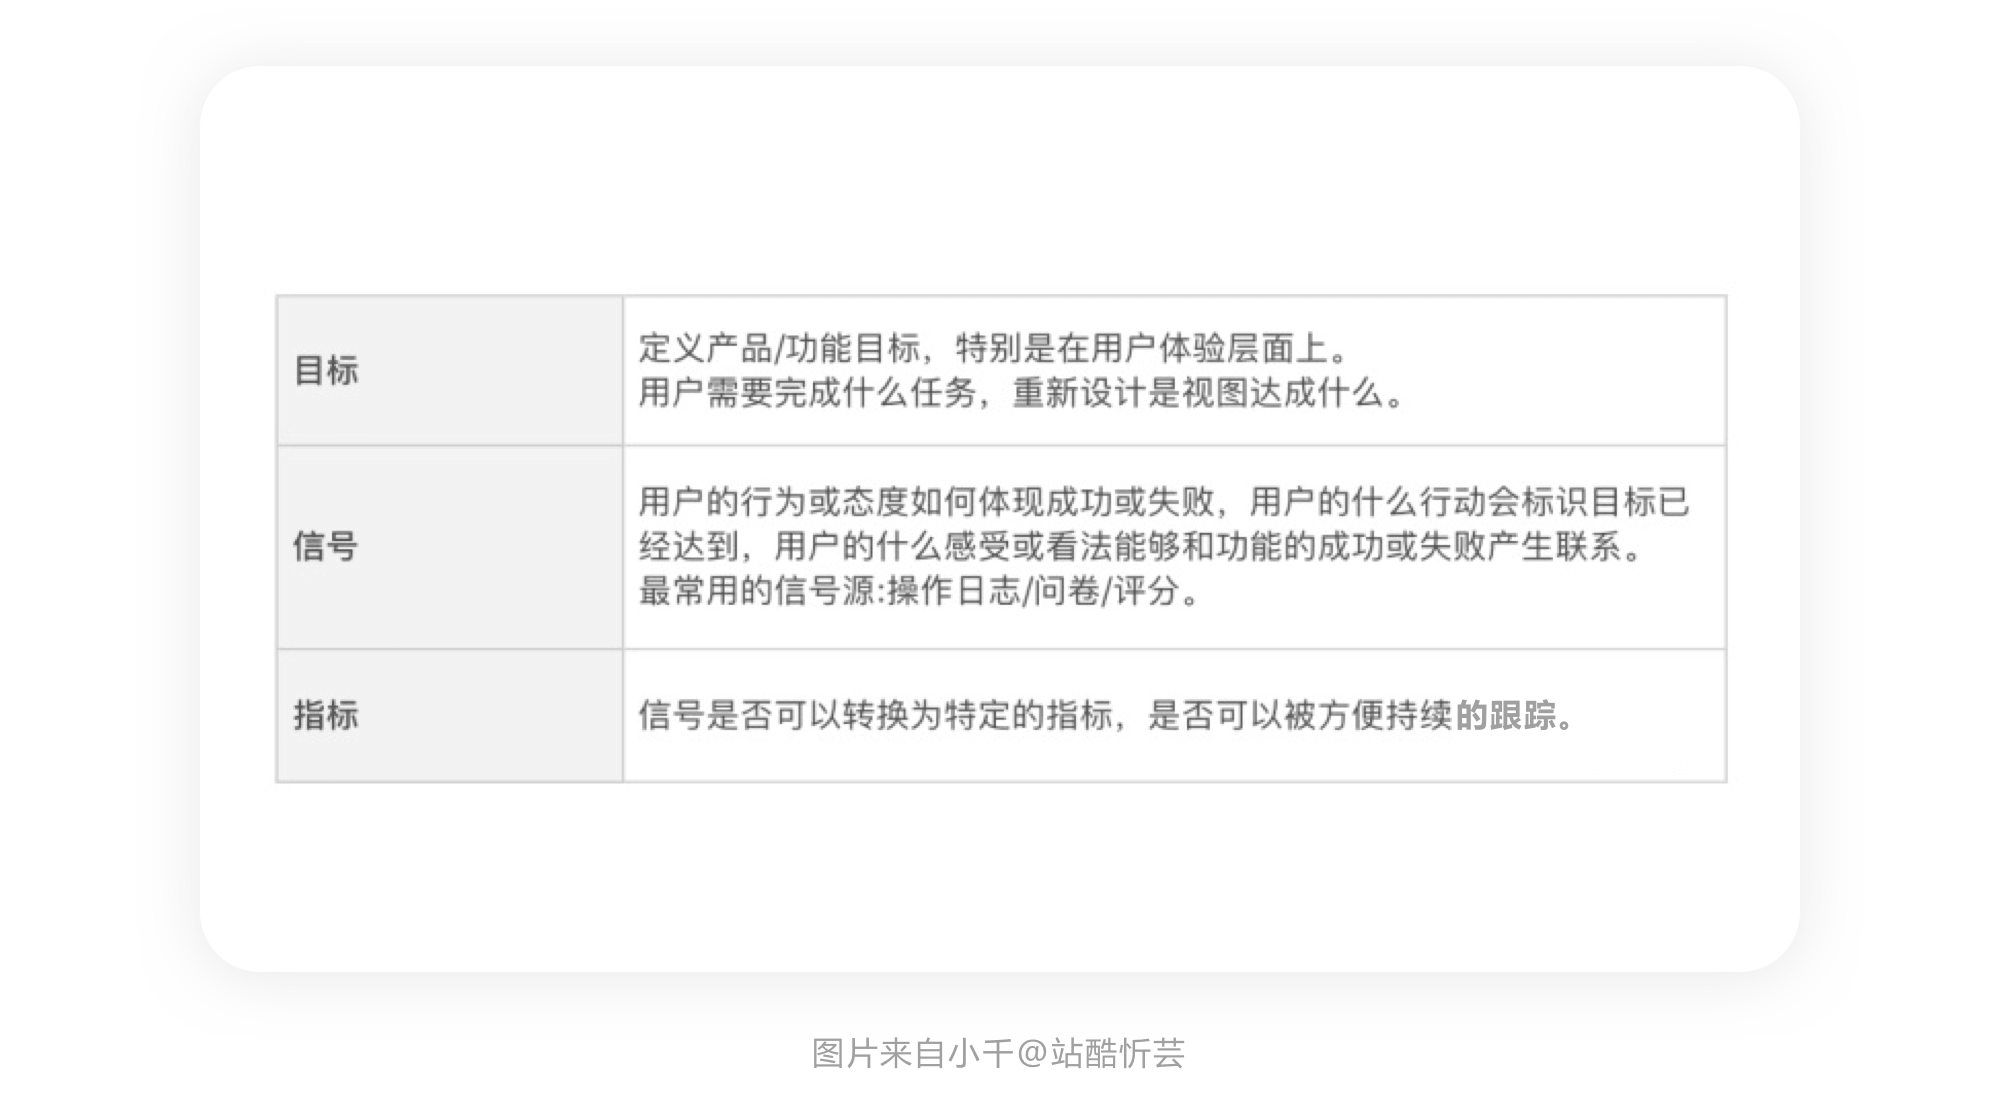 目标
定义产品/功能目标，特别是在用户体验层面上。
用户需要完成什么任务，重新设计是视图达成什么。
信号
用户的行为或态度如何体现成功或失败，用户的什么行动会标识目标已
经达到，用户的什么感受或看法能够和功能的成功或失败产生联系。
最常用的信号源:操作日志/问卷/评分。
指标
信号是否可以转换为特定的指标，是否可以被方便持续的跟踪。
图片来自小千@站酷忻芸